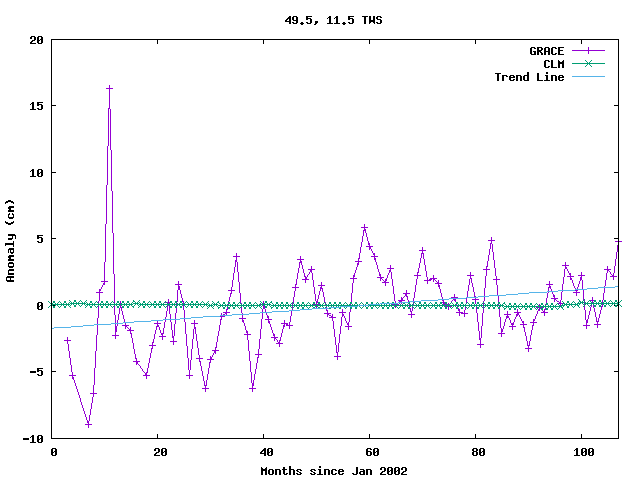 49.5, 11.5 TWS
GRACE
CLM
Trend Line
20
15
10
5
0
-5
-10
Anomaly (cm)
0 20 40 60 80 100
Months since Jan 2002